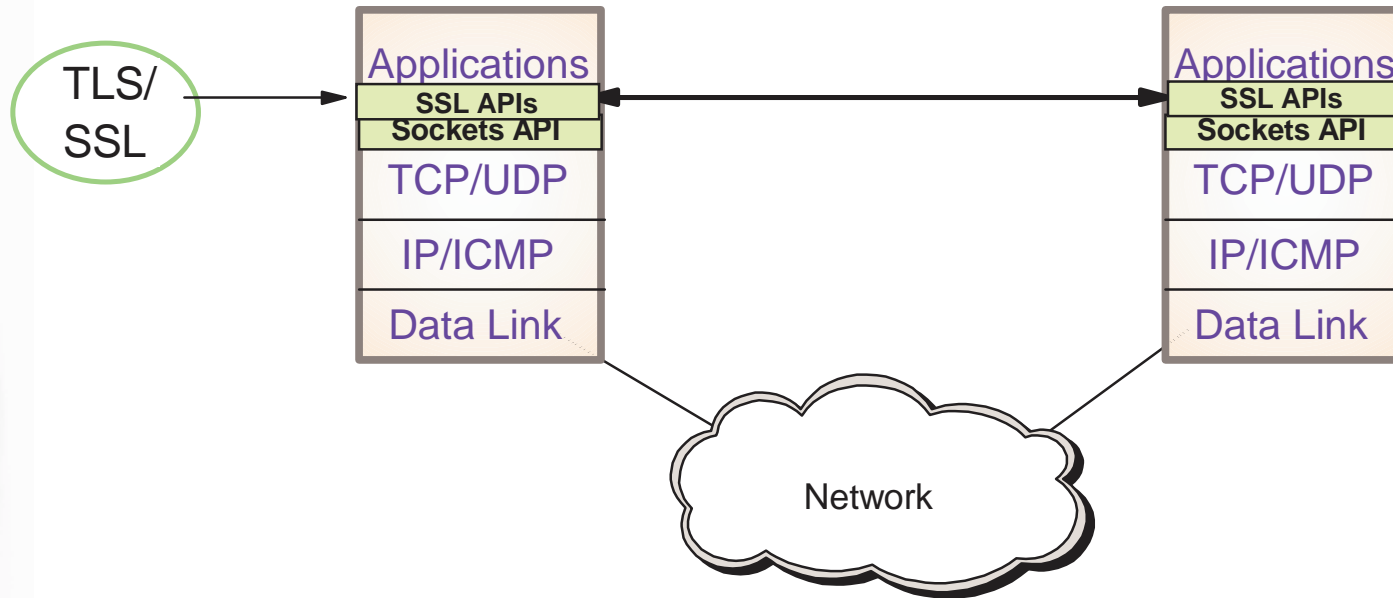 TLS/
SSL
Applications
SSL APIs
Sockets API
TCP/UDP
IP/ICMP
Data Link
Applications
SSL APIs
Sockets API
TCP/UDP
IP/ICMP
Data Link
Network